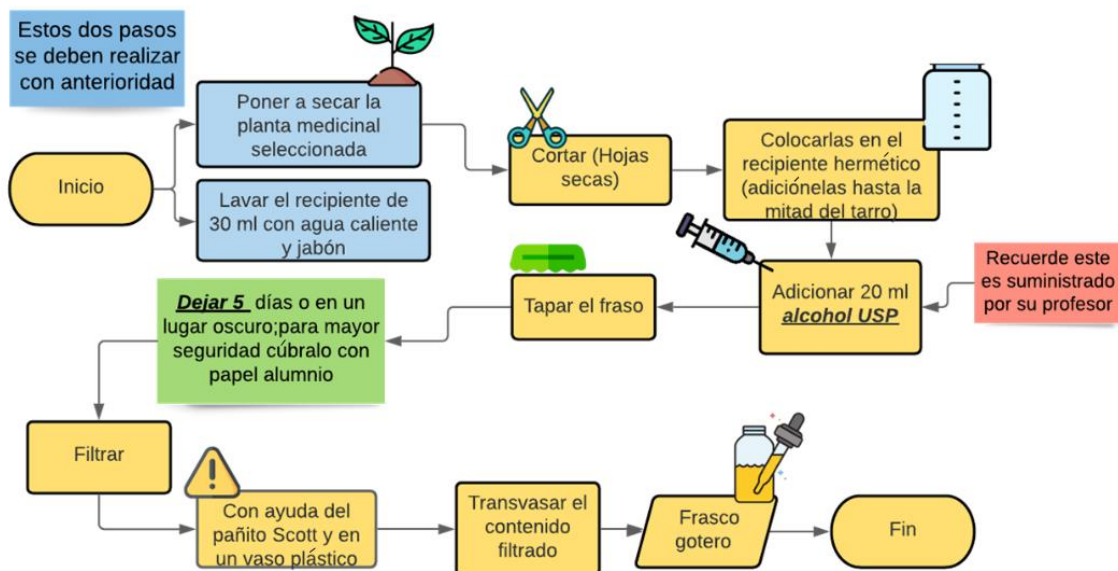 Estos dos pasos
se deben realizar
con anterioridad
Inicio
Poner a secar la
planta medicinal
seleccionada
Lavar el recipiente de
30 ml con agua caliente
y jabón
Cortar (Hojas
secas)
Colocarlas en el
recipiente hermético
(adiciónelas hasta la
mitad del tarro)
Recuerde este
es suministrado
por su profesor
Adicionar 20 ml
alcohol USP
Tapar el fraso
Dejar 5 días o en un
lugar oscuro;para mayor
seguridad cúbralo con
papel alumnio
Filtrar
Con ayuda del
pañito Scott y en
un vaso plástico
Transvasar el
contenido
filtrado
Frasco
gotero
Fin